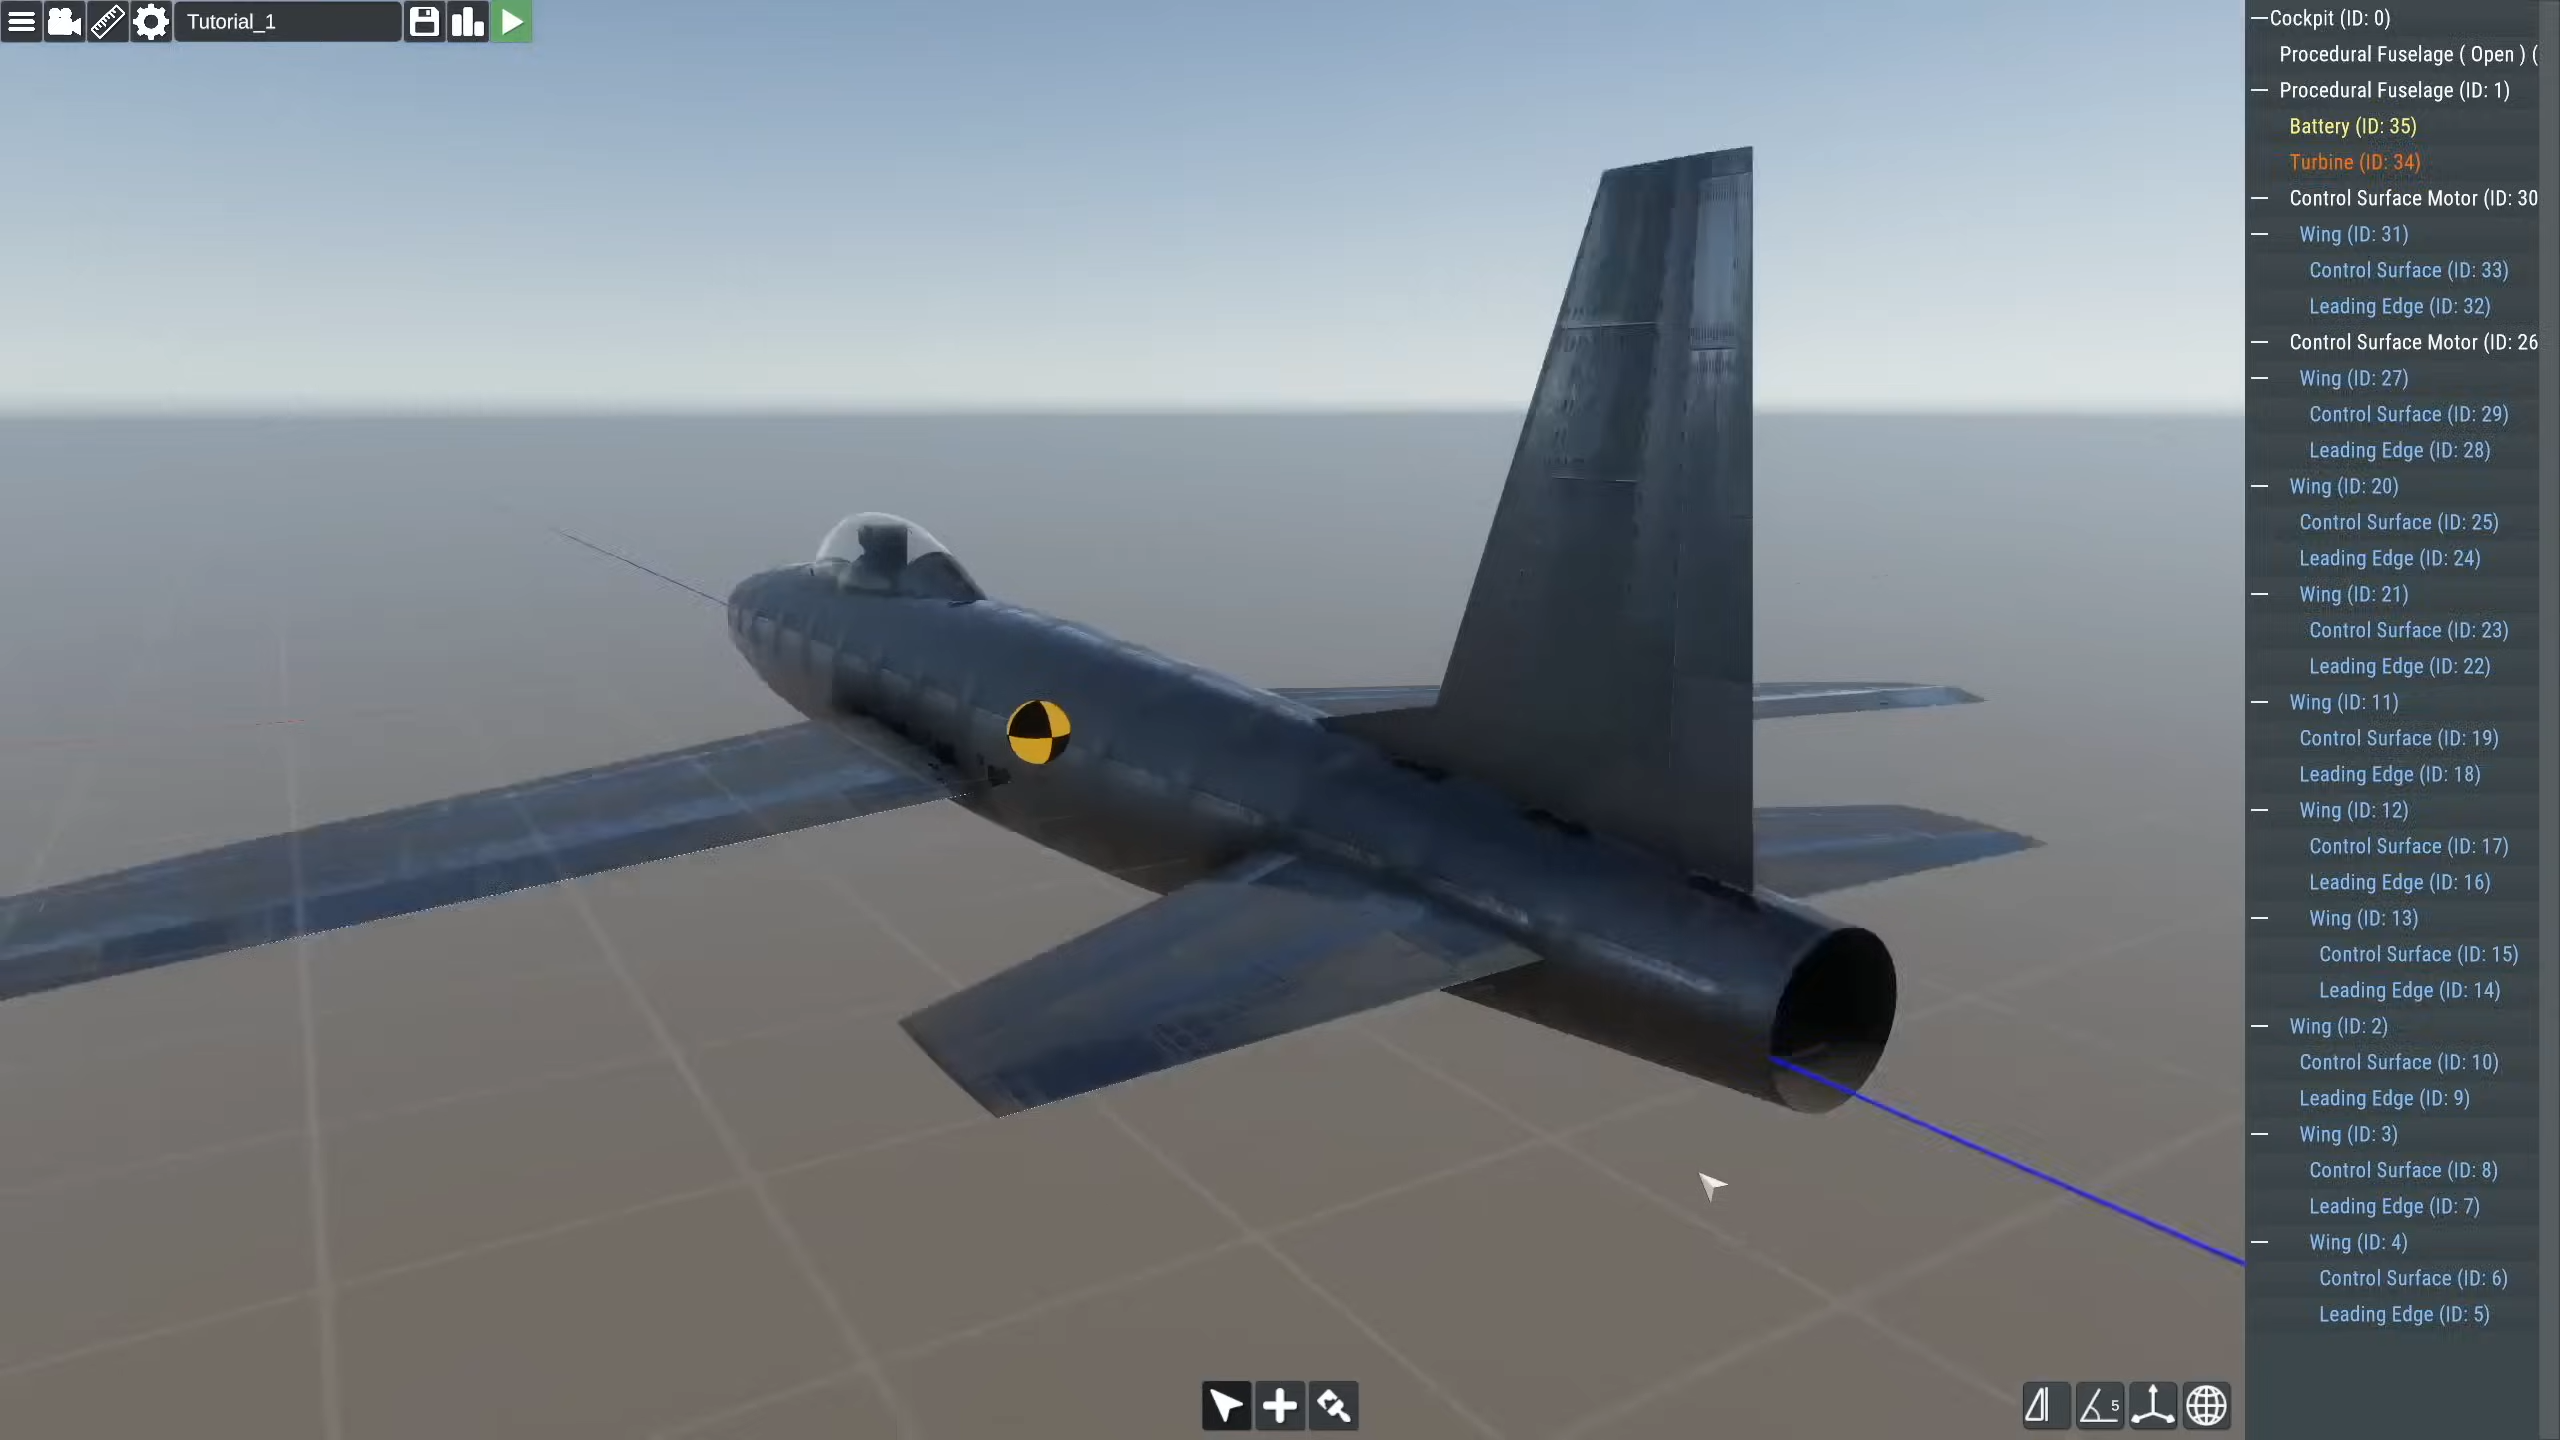 Tutorial_1
Cockpit (ID: 0)
Procedural Fuselage ( Open ) (
Procedural Fuselage (ID: 1)
Battery (ID: 35)
Turbine (ID: 34)
Control Surface Motor (ID: 30
Wing (ID: 31)
Control Surface (ID: 33)
Leading Edge (ID: 32)
Control Surface Motor (ID: 26
Wing (ID: 27)
Control Surface (ID: 29)
Leading Edge (ID: 28)
Wing (ID: 20)
Control Surface (ID: 25)
Leading Edge (ID: 24)
Wing (ID: 21)
Control Surface (ID: 23)
Leading Edge (ID: 22)
Wing (ID: 11)
Control Surface (ID: 19)
Leading Edge (ID: 18)
Wing (ID: 12)
Control Surface (ID: 17)
Leading Edge (ID: 16)
Wing (ID: 13)
Control Surface (ID: 15)
Leading Edge (ID: 14)
Wing (ID: 2)
Control Surface (ID: 10)
Leading Edge (ID: 9)
Wing (ID: 3)
Control Surface (ID: 8)
Leading Edge (ID: 7)
Wing (ID: 4)
Control Surface (ID: 6)
Leading Edge (ID: 5)
5